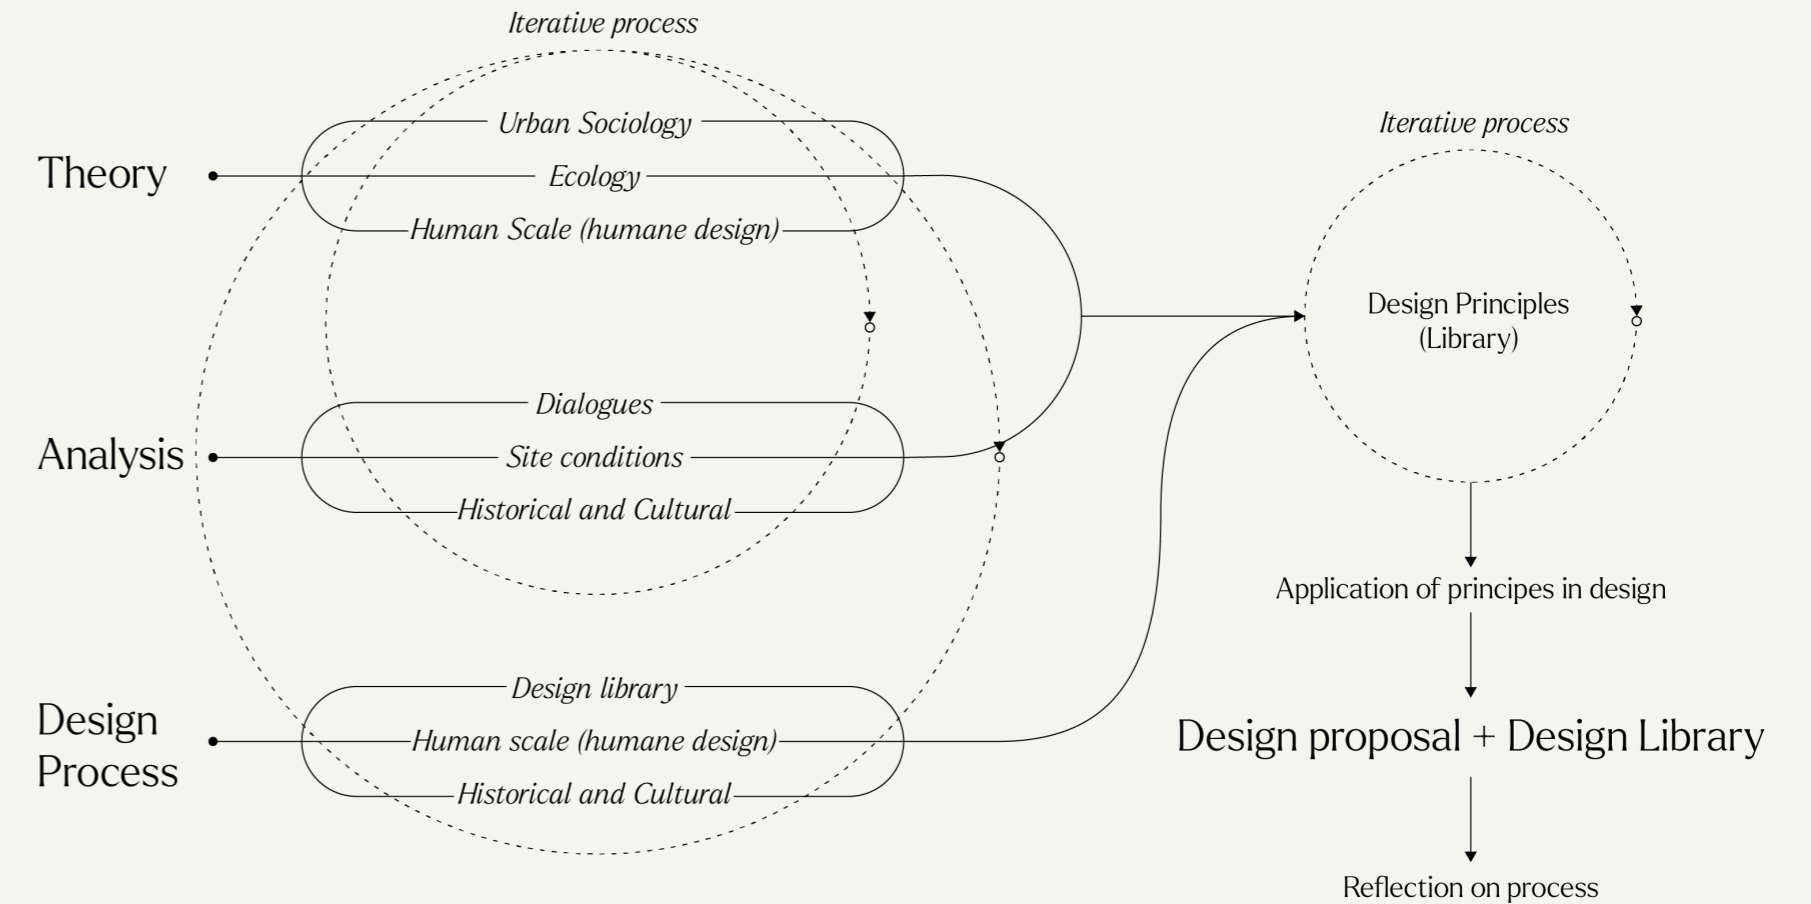 Iterative process
Urban Sociology
Theory
Ecology
Human Scale (humane design)
Dialogues
Analysis
Site conditions
Historical and Cultural
Design library
Design
Process
Human scale (humane design)
Historical and Cultural
Iterative process
Design Principles
(Library)
Application of principes in design
Design proposal + Design Library
Reflection on process